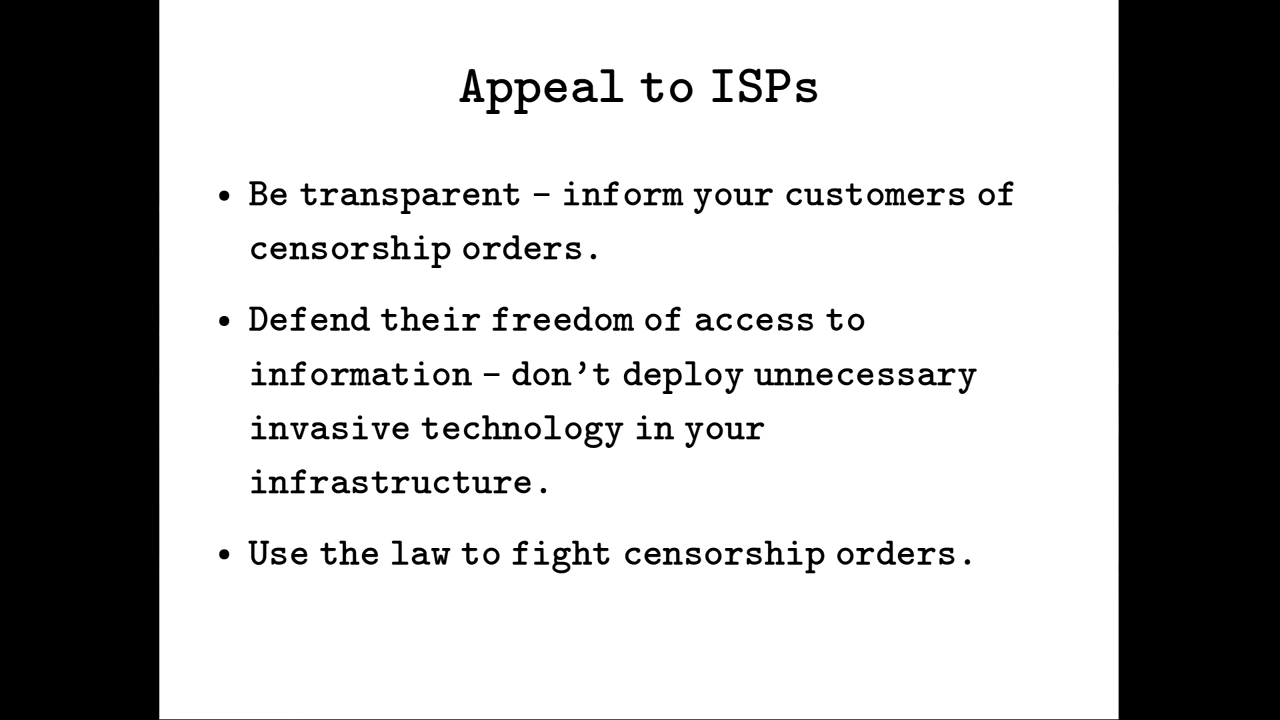 Appeal to ISPs
• Be transparent – inform your customers of
censorship orders.
• Defend their freedom of access to
information – don’t deploy unnecessary
invasive technology in your
infrastructure.
• Use the law to fight censorship orders.